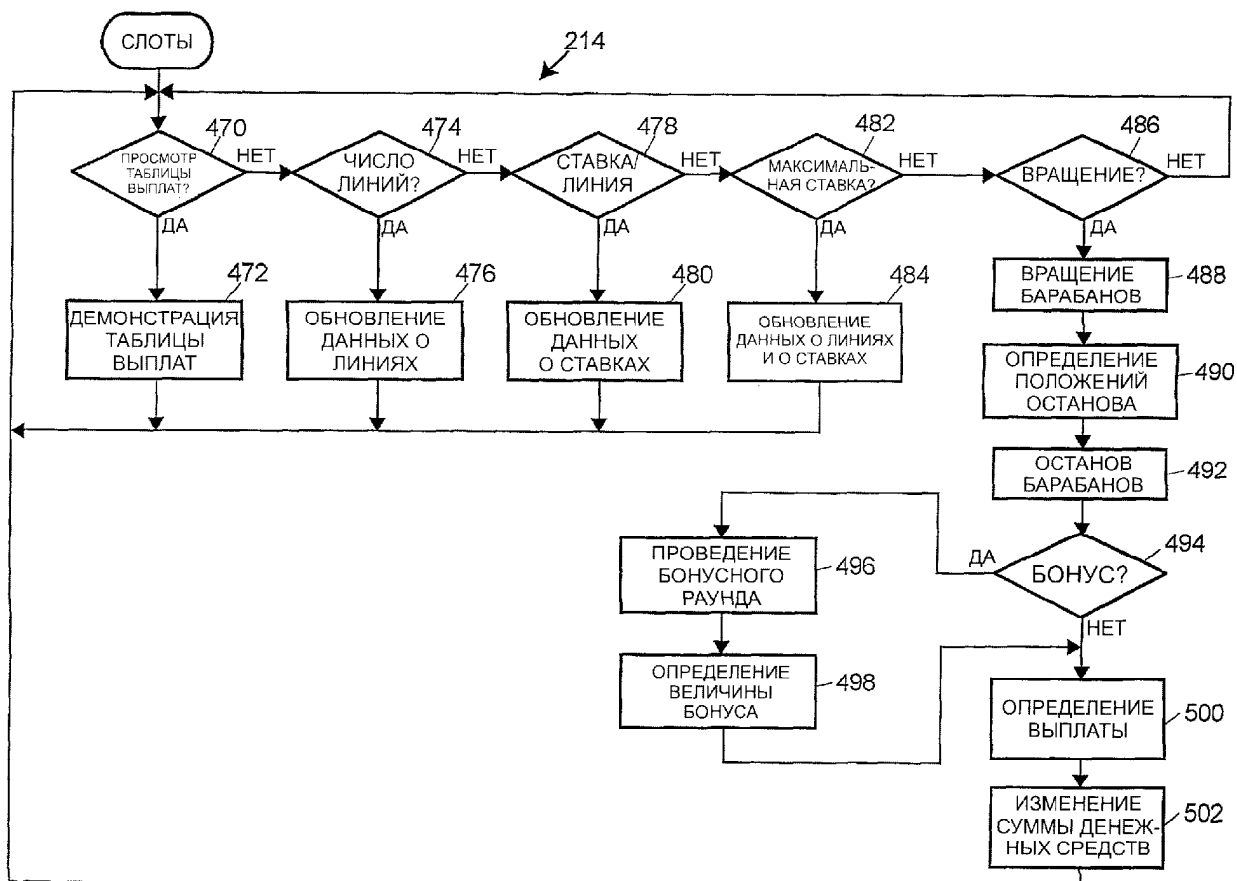 СЛОТЫ
214
470
ПРОСМОТР
ТАБЛИЦЫ
ВЫПЛАТ?
НЕТ
ДА
474
ЧИСЛО
ЛИНИЙ?
НЕТ
ДА
478
СТАВКА/
ЛИНИЯ
НЕТ
ДА
482
МАКСИМАЛЬ-
НАЯ СТАВКА?
НЕТ
ДА
486
ВРАЩЕНИЕ?
НЕТ
ДА
472
ДЕМОНСТРАЦИЯ
ТАБЛИЦЫ
ВЫПЛАТ
476
ОБНОВЛЕНИЕ
ДАННЫХ О
ЛИНИЯХ
480
ОБНОВЛЕНИЕ
ДАННЫХ
О СТАВКАХ
484
ОБНОВЛЕНИЕ
ДАННЫХ О ЛИНИЯХ
И О СТАВКАХ
ВРАЩЕНИЕ
БАРАБАНОВ
488
ОПРЕДЕЛЕНИЕ
ПОЛОЖЕНИЙ
ОСТАНОВА
490
ОСТАНОВ
БАРАБАНОВ
492
494
БОНУС?
ДА
НЕТ
ПРОВЕДЕНИЕ
БОНУСНОГО
РАУНДА
496
ОПРЕДЕЛЕНИЕ
ВЕЛИЧИНЫ
БОНУСА
498
ОПРЕДЕЛЕНИЕ
ВЫПЛАТЫ
500
ИЗМЕНЕНИЕ
СУММЫ ДЕНЕЖ-
НЫХ СРЕДСТВ
502